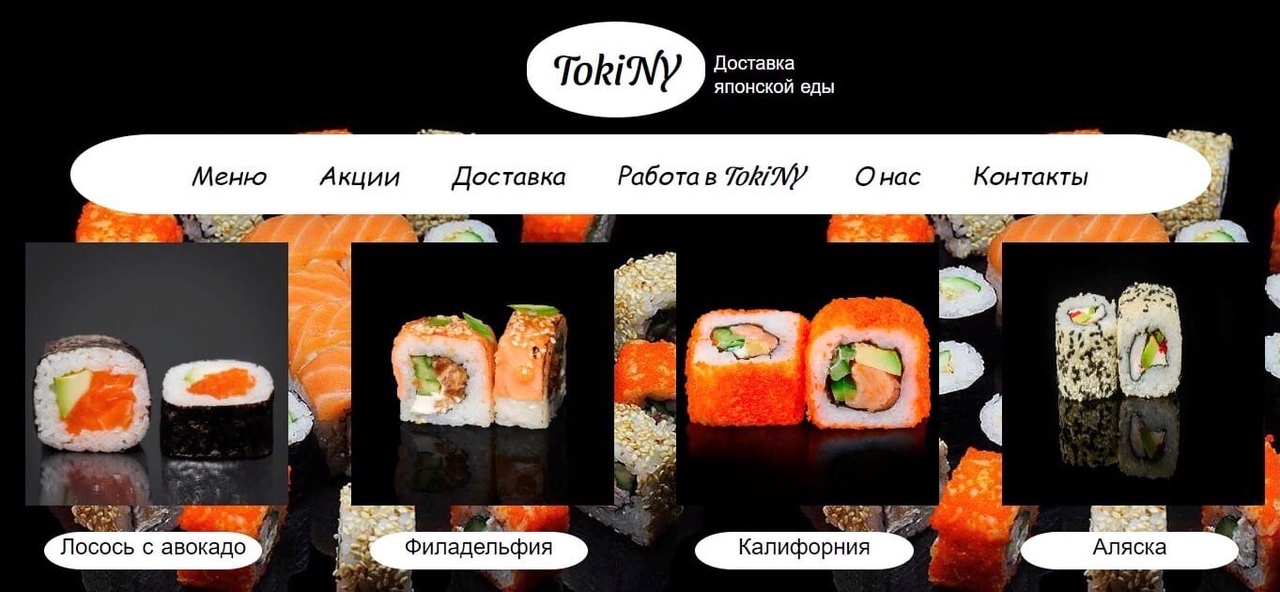 TokiNY
Доставка
японской еды
Меню Акции Доставка Работа в TokiNY О нас Контакты
Лосось с авокадо Филадельфия Калифорния Аляска